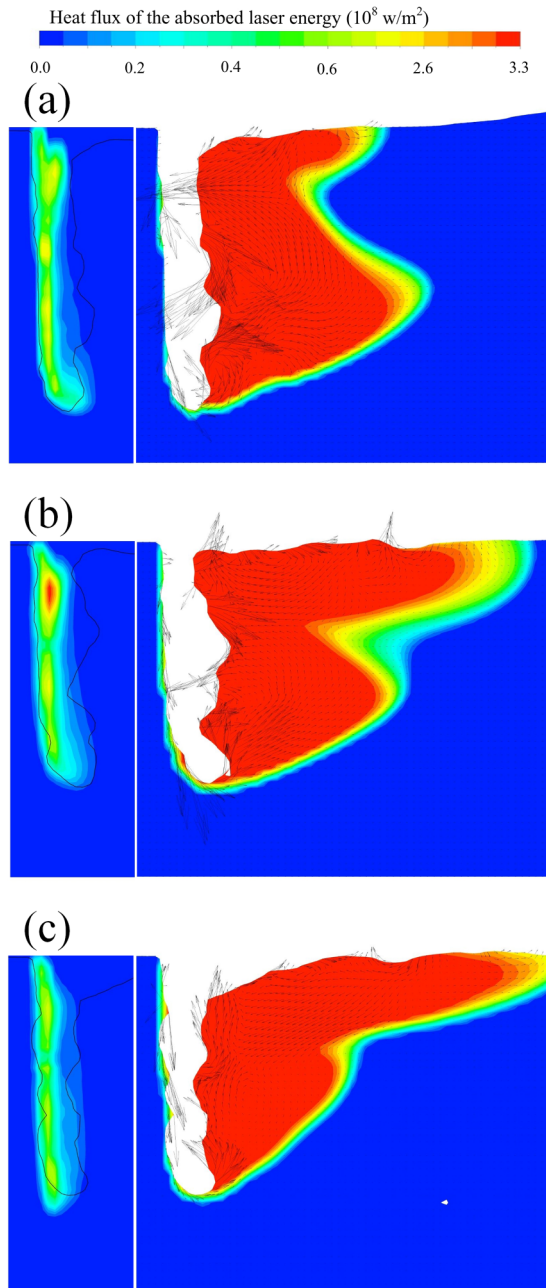 Heat flux of the absorbed laser energy (10⁸ w/m²)
0.0 0.2 0.4 0.6 2.6 3.3
(a)
(b)
(c)